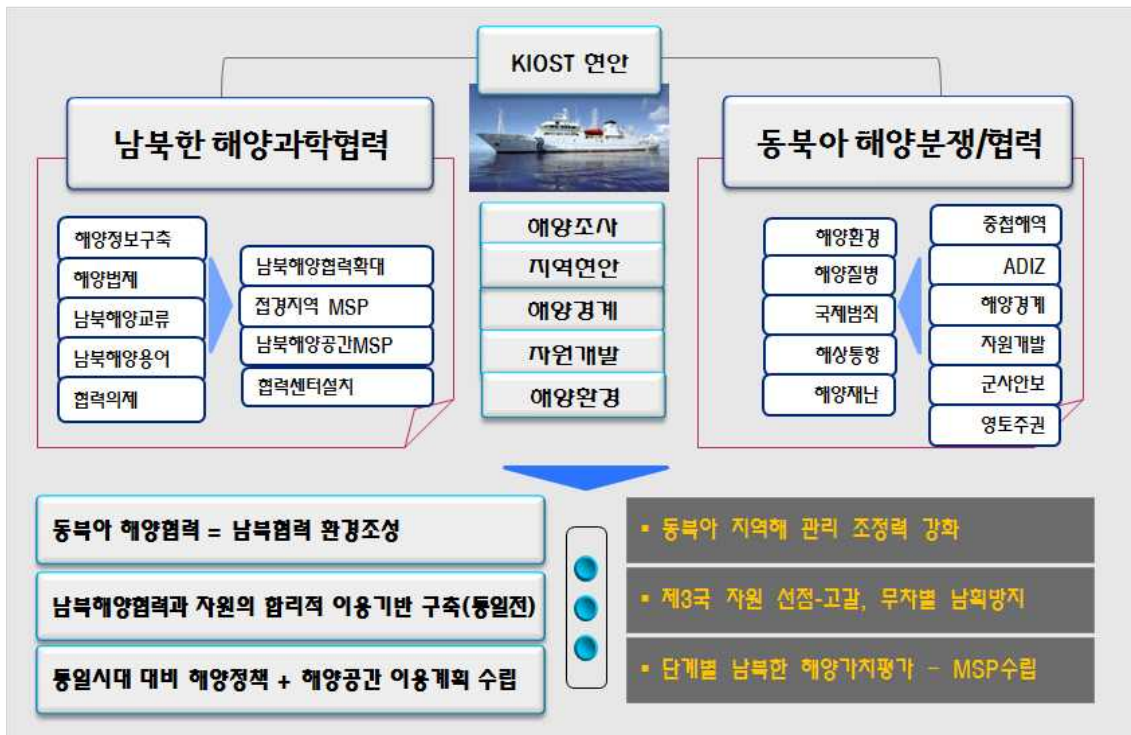 KIOST 현안
남북한 해양과학협력
동북아 해양분쟁/협력
해양정보구축
해양법제
남북해양교류
남북해양용어
협력의제
남북해양협력확대
접경지역 MSP
남북해양공간MSP
협력센터설치
해양조사
지역현안
해양경계
자원개발
해양환경
해양환경
해양질병
국제범죄
해상통항
해양재난
중첩해역
ADIZ
해양경계
자원개발
군사안보
영토주권
동북아 해양협력 = 남북협력 환경조성
남북해양협력과 자원의 합리적 이용기반 구축(통일전)
통일시대 대비 해양정책 + 해양공간 이용계획 수립
▪ 동북아 지역해 관리 조정력 강화
▪ 제3국 자원 선점-고갈, 무차별 남획방지
▪ 단계별 남북한 해양가치평가 – MSP수립